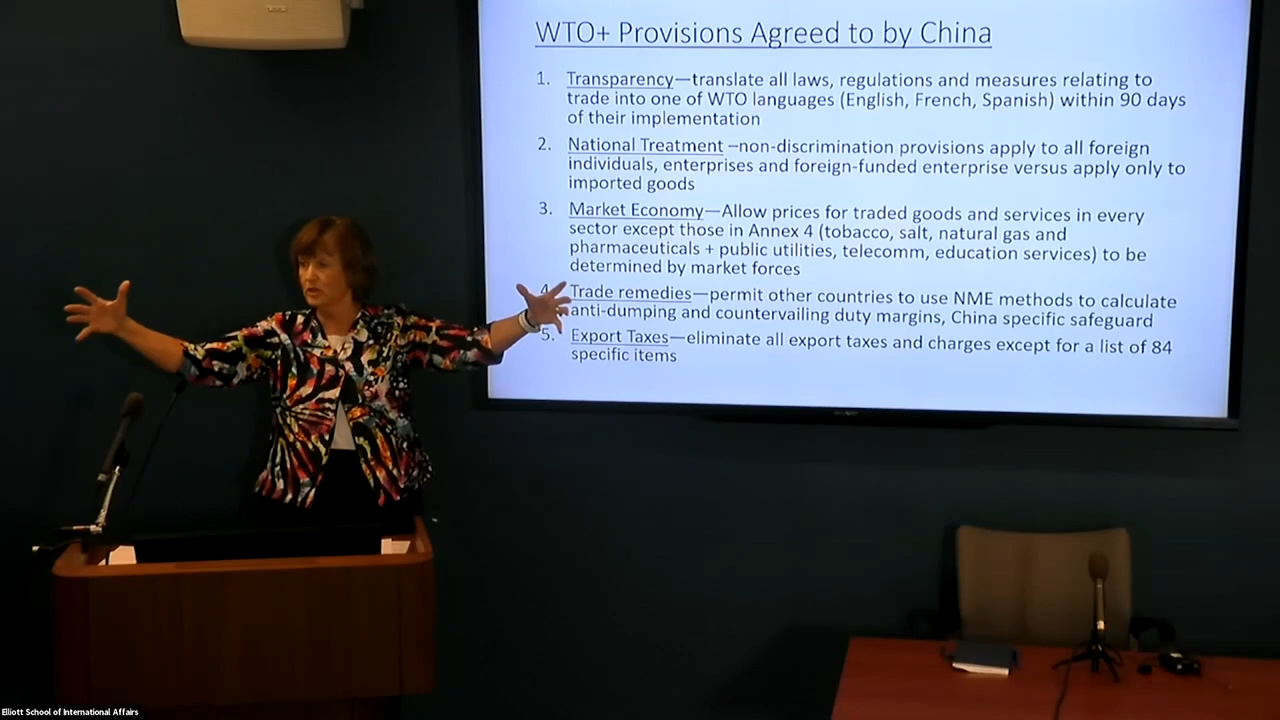 WTO+ Provisions Agreed to by China
1. Transparency—translate all laws, regulations and measures relating to
trade into one of WTO languages (English, French, Spanish) within 90 days
of their implementation
2. National Treatment –non-discrimination provisions apply to all foreign
individuals, enterprises and foreign-funded enterprise versus apply only to
imported goods
3. Market Economy—Allow prices for traded goods and services in every
sector except those in Annex 4 (tobacco, salt, natural gas and
pharmaceuticals + public utilities, telecomm, education services) to be
determined by market forces
4. Trade remedies—permit other countries to use NME methods to calculate
anti-dumping and countervailing duty margins, China specific safeguard
5. Export Taxes—eliminate all export taxes and charges except for a list of 84
specific items
Elliott School of International Affairs